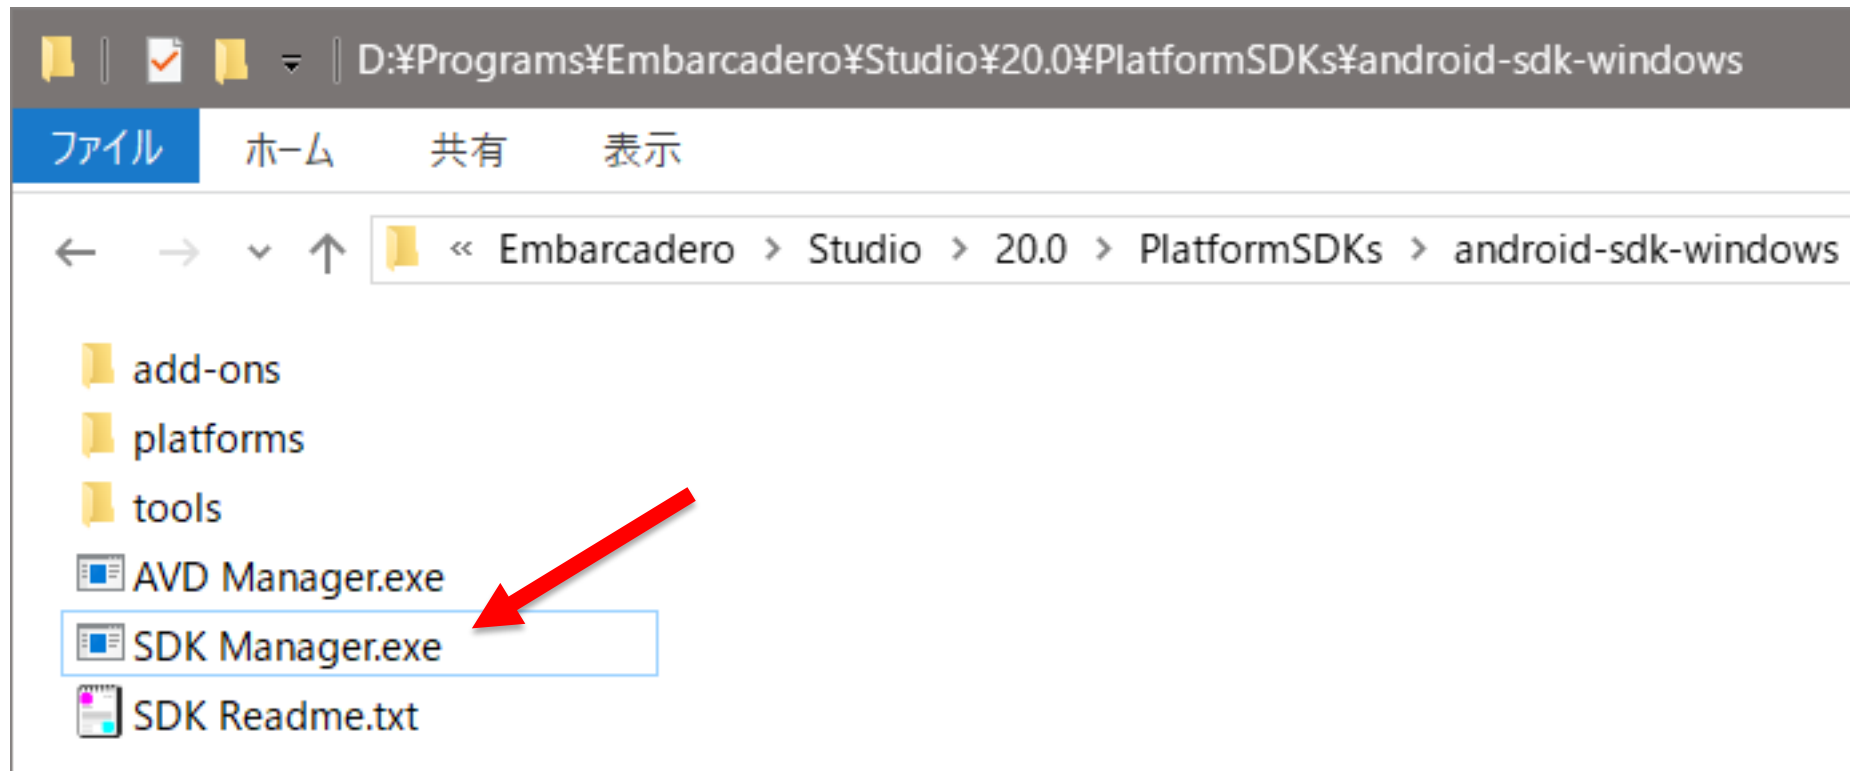 D:¥Programs¥Embarcadero¥Studio¥20.0¥PlatformSDKs¥android-sdk-windows
ファイル ホーム 共有 表示
« Embarcadero > Studio > 20.0 > PlatformSDKs > android-sdk-windows
add-ons
platforms
tools
AVD Manager.exe
SDK Manager.exe
SDK Readme.txt